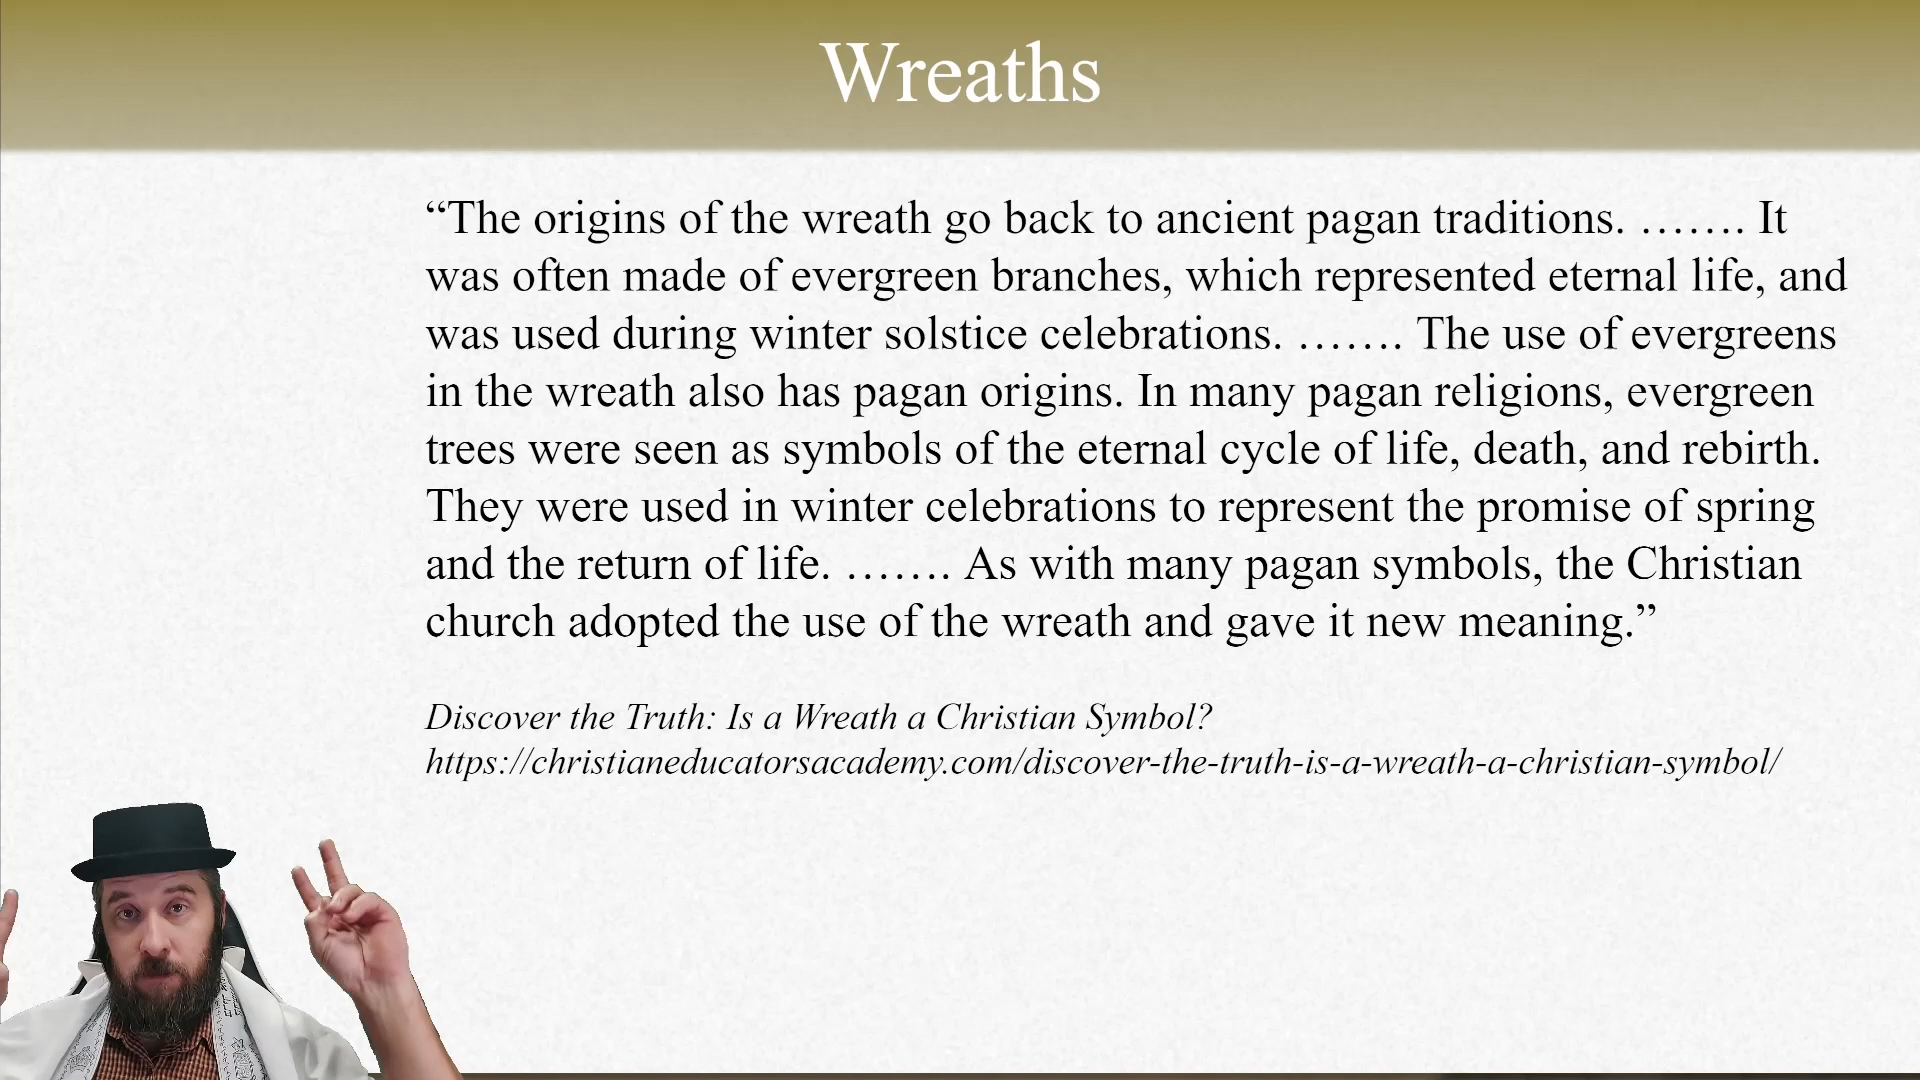 Wreaths
“The origins of the wreath go back to ancient pagan traditions. ……. It
was often made of evergreen branches, which represented eternal life, and
was used during winter solstice celebrations. ……. The use of evergreens
in the wreath also has pagan origins. In many pagan religions, evergreen
trees were seen as symbols of the eternal cycle of life, death, and rebirth.
They were used in winter celebrations to represent the promise of spring
and the return of life. ……. As with many pagan symbols, the Christian
church adopted the use of the wreath and gave it new meaning.”
Discover the Truth: Is a Wreath a Christian Symbol?
https://christianeducatorsacademy.com/discover-the-truth-is-a-wreath-a-christian-symbol/